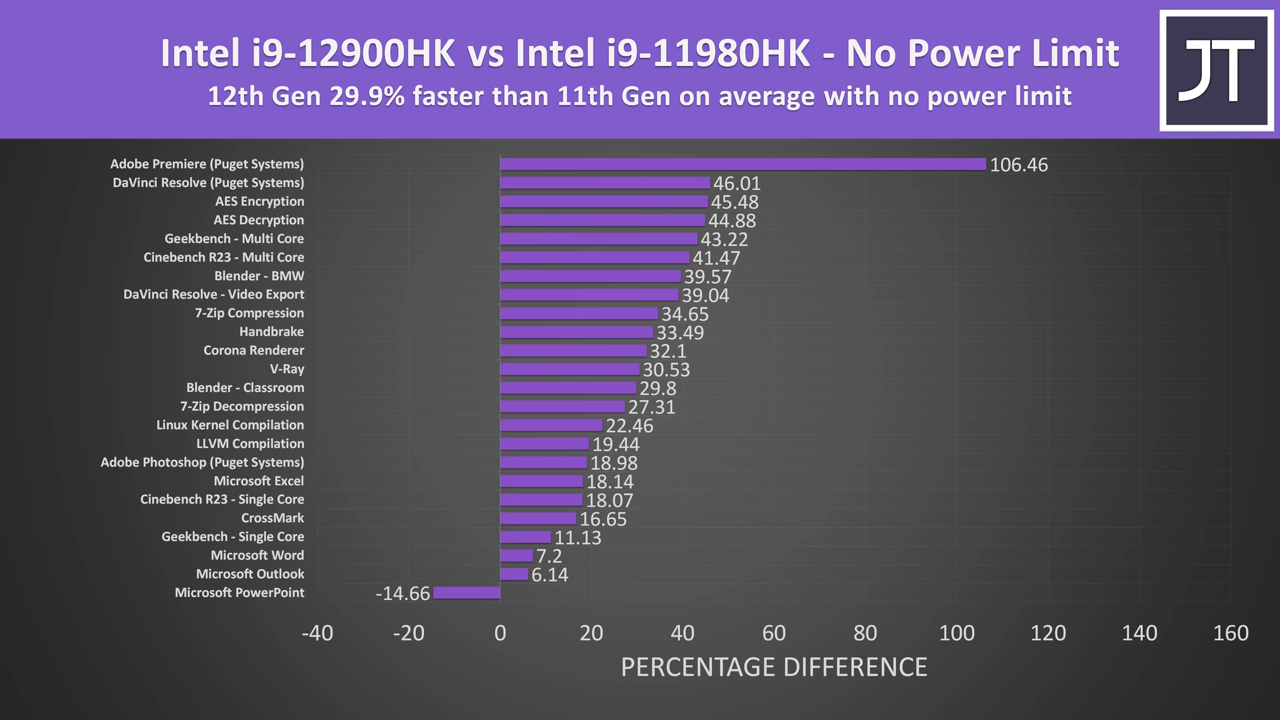 Intel i9-12900HK vs Intel i9-11980HK - No Power Limit
12th Gen 29.9% faster than 11th Gen on average with no power limit
JT
Adobe Premiere (Puget Systems) 106.46
DaVinci Resolve (Puget Systems) 46.01
AES Encryption 45.48
AES Decryption 44.88
Geekbench - Multi Core 43.22
Cinebench R23 - Multi Core 41.47
Blender - BMW 39.57
DaVinci Resolve - Video Export 39.04
7-Zip Compression 34.65
Handbrake 33.49
Corona Renderer 32.1
V-Ray 30.53
Blender - Classroom 29.8
7-Zip Decompression 27.31
Linux Kernel Compilation 22.46
LLVM Compilation 19.44
Adobe Photoshop (Puget Systems) 18.98
Microsoft Excel 18.14
Cinebench R23 - Single Core 18.07
CrossMark 16.65
Geekbench - Single Core 11.13
Microsoft Word 7.2
Microsoft Outlook 6.14
Microsoft PowerPoint -14.66
-40 -20 0 20 40 60 80 100 120 140 160
PERCENTAGE DIFFERENCE